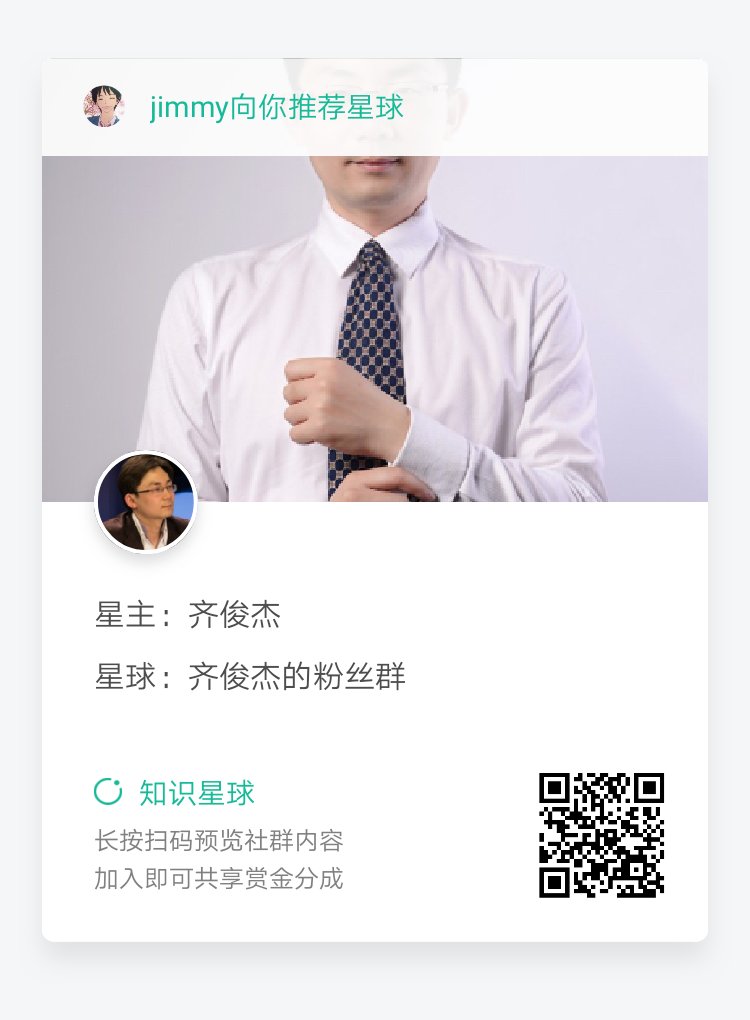 jimmy向你推荐星球
星主：齐俊杰
星球：齐俊杰的粉丝群
知识星球
长按扫码预览社群内容
加入即可共享赏金分成